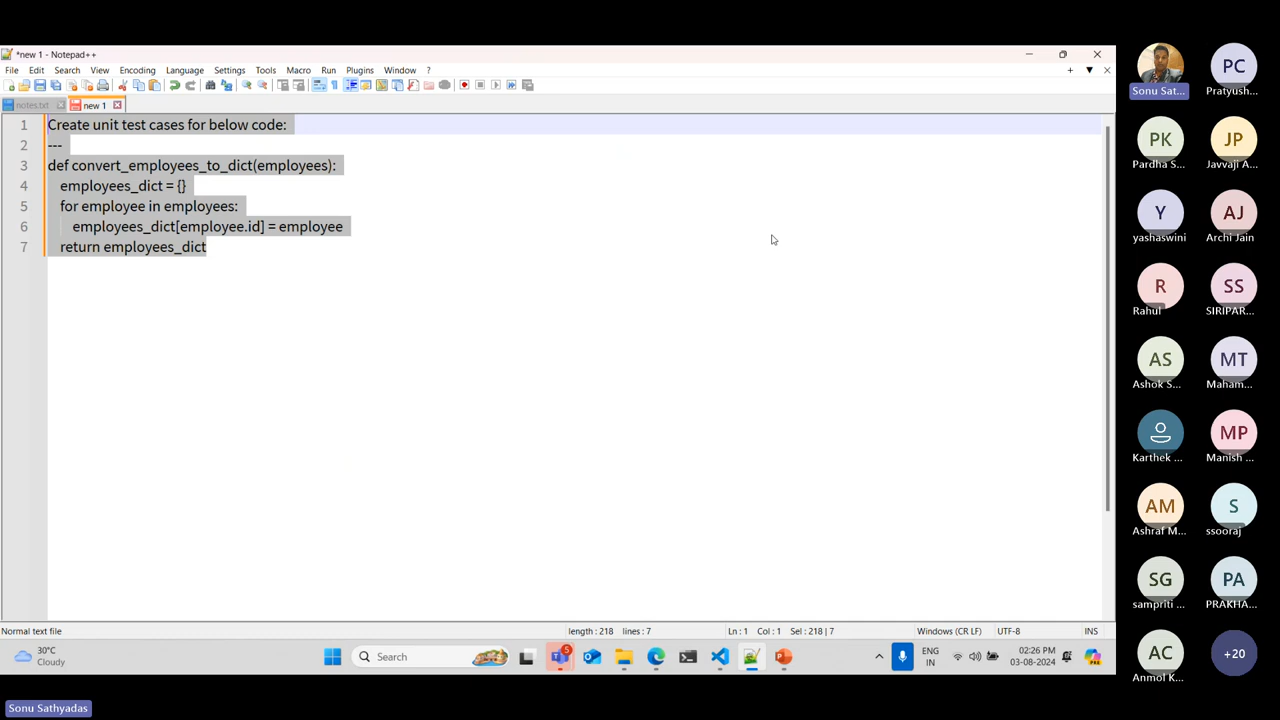 *new 1 - Notepad++
File Edit Search View Encoding Language Settings Tools Macro Run Plugins Window ?
notes.txt new 1
1 Create unit test cases for below code:
2 ---
3 def convert_employees_to_dict(employees):
4 employees_dict = {}
5 for employee in employees:
6 employees_dict[employee.id] = employee
7 return employees_dict
Normal text file length : 218 lines : 7 Ln : 1 Col : 1 Sel : 218 | 7 Windows (CR LF) UTF-8 INS
30°C
Cloudy
Search
5
ENG
IN
02:26 PM
03-08-2024
Sonu Sathyadas
Sonu Sat...
PC
Pratyush...
PK
Pardha S...
JP
Javvaji A...
Y
yashaswini
AJ
Archi Jain
R
Rahul
SS
SIRIPAR...
AS
Ashok S...
MT
Maham...
Karthek ...
MP
Manish ...
AM
Ashraf M...
S
ssooraj
SG
sampriti ...
PA
PRAKHA...
AC
Anmol K...
+20